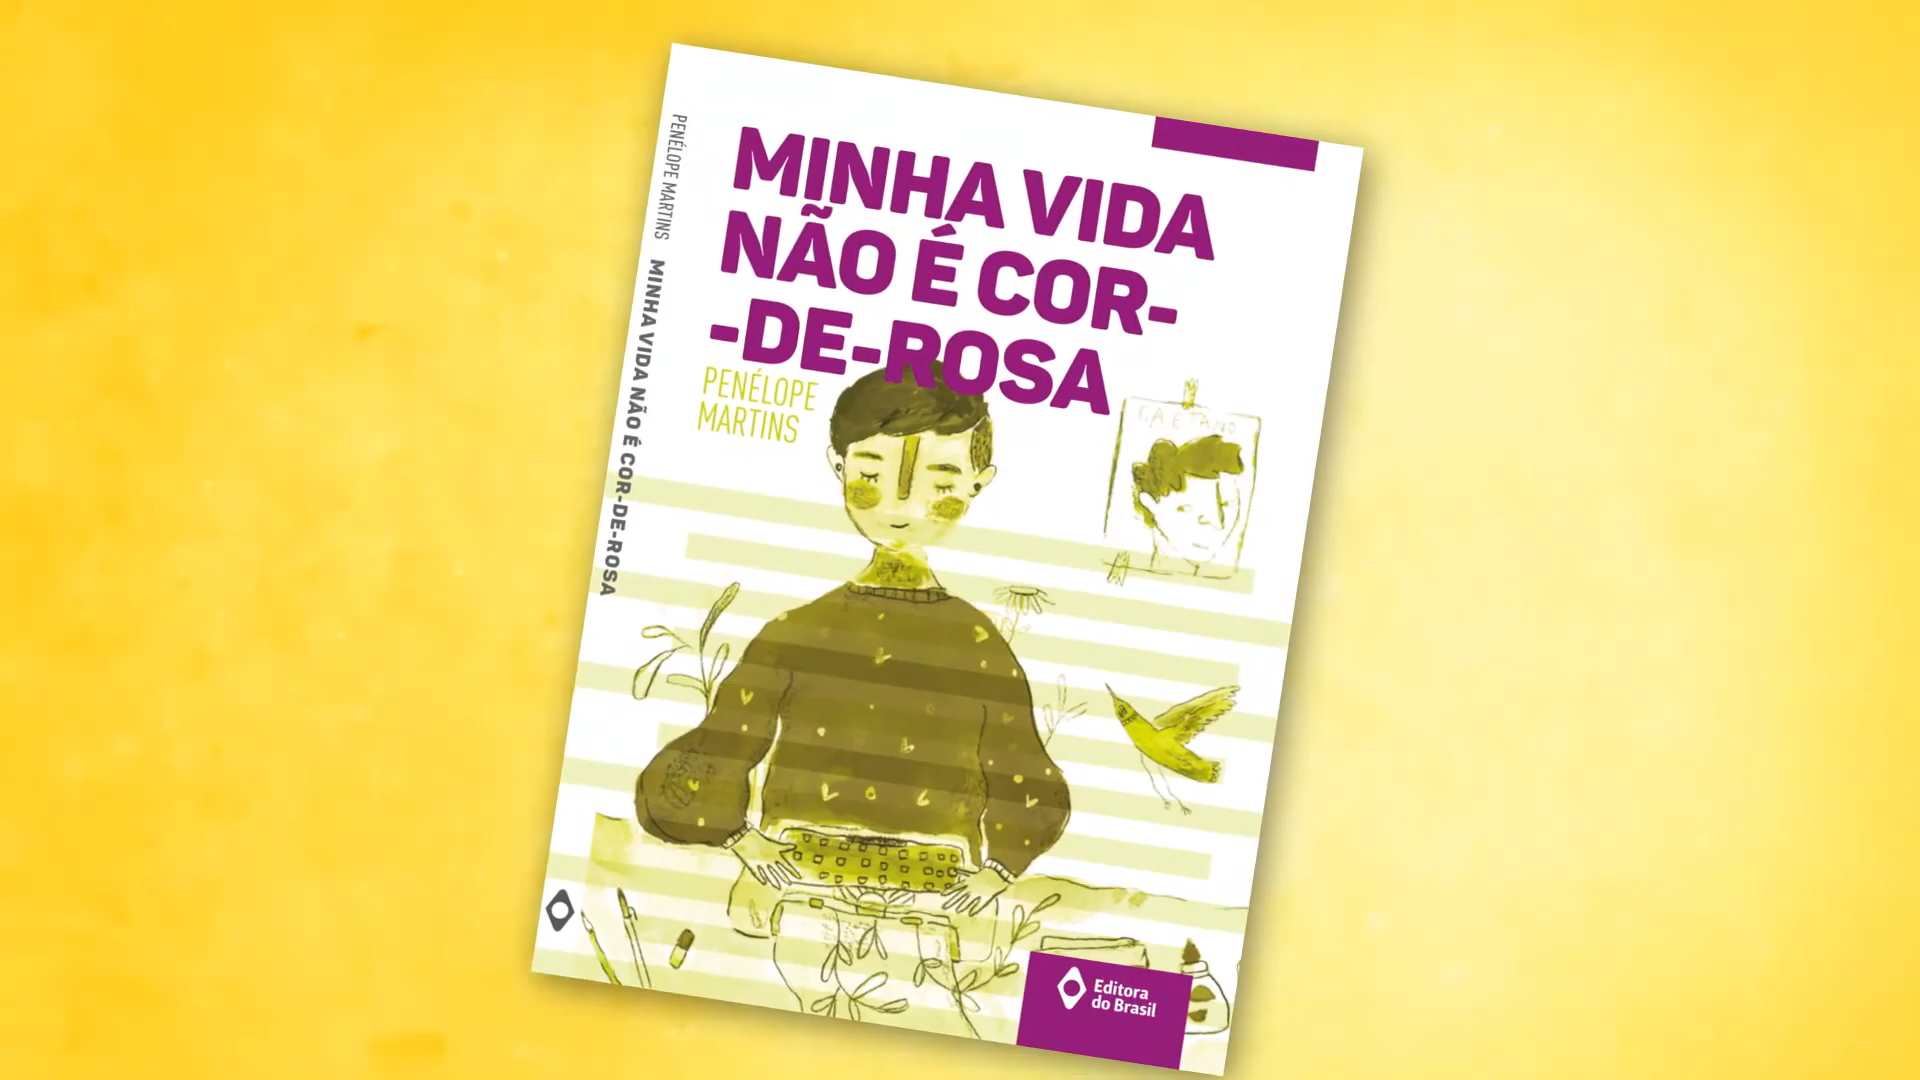 PENÉLOPE MARTINS MINHA VIDA NÃO É COR-DE-ROSA
MINHA VIDA
NÃO É COR-
-DE-ROSA
PENÉLOPE
MARTINS
CAETANO
Editora
do Brasil